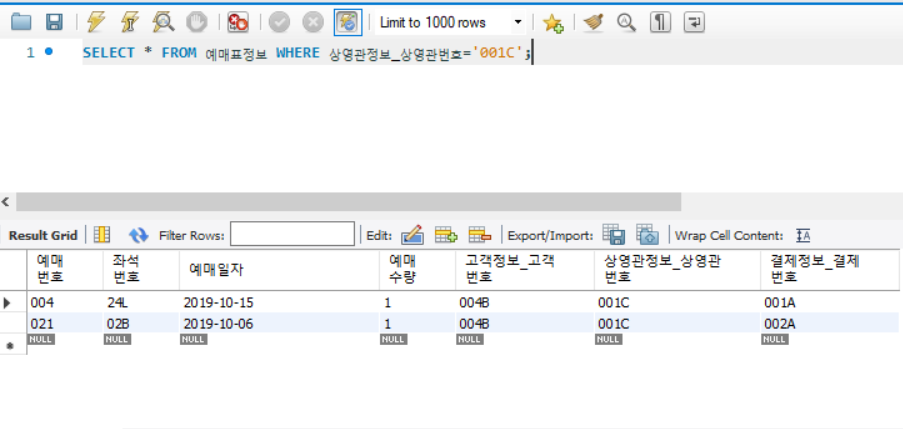 Limit to 1000 rows
1 SELECT * FROM 예매표정보 WHERE 상영관정보_상영관번호='001C';
Result Grid Filter Rows: Edit: Export/Import: Wrap Cell Content: IA
예매 번호 좌석 번호 예매일자 예매 수량 고객정보_고객 번호 상영관정보_상영관 번호 결제정보_결제 번호
004 24L 2019-10-15 1 004B 001C 001A
021 02B 2019-10-06 1 004B 001C 002A
NULL NULL NULL NULL NULL NULL NULL